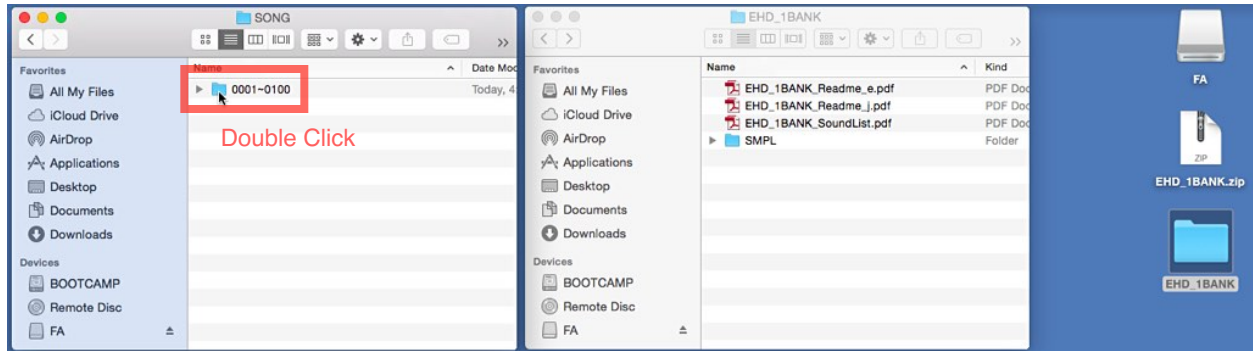 SONG
Favorites
All My Files
iCloud Drive
AirDrop
Applications
Desktop
Documents
Downloads
Devices
BOOTCAMP
Remote Disc
FA
Name
Date Mod
0001~0100
Today, 4:
Double Click
EHD_1BANK
Favorites
All My Files
iCloud Drive
AirDrop
Applications
Desktop
Documents
Downloads
Devices
BOOTCAMP
Remote Disc
FA
Name
Kind
EHD_1BANK_Readme_e.pdf
PDF Doc
EHD_1BANK_Readme_j.pdf
PDF Doc
EHD_1BANK_SoundList.pdf
PDF Doc
SMPL
Folder
FA
ZIP
EHD_1BANK.zip
EHD_1BANK